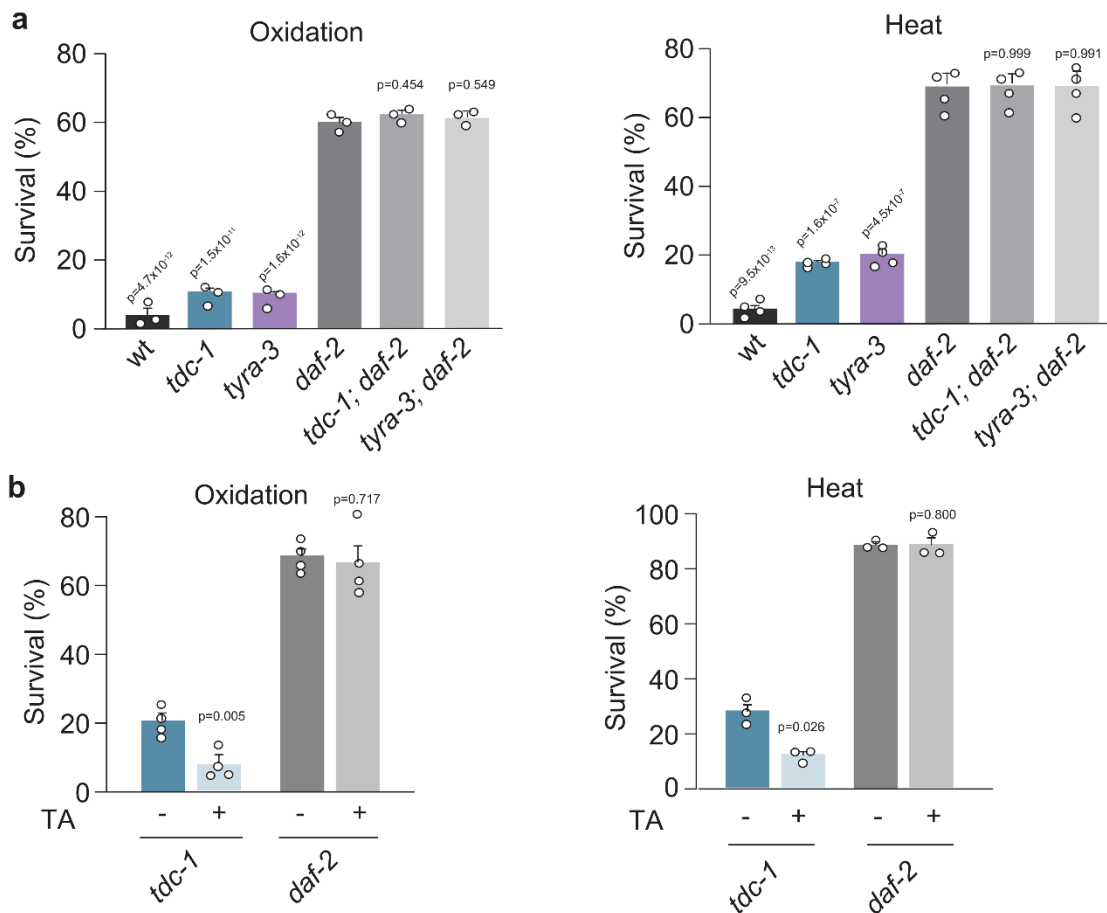 a
Oxidation
Survival (%)
80
60
40
20
0
p=4.7x10⁻¹²
p=1.5x10⁻¹¹
p=1.6x10⁻¹²
p=0.454
p=0.549
wt
tdc-1
tyra-3
daf-2
tdc-1; daf-2
tyra-3; daf-2
Heat
Survival (%)
80
60
40
20
0
p=9.5x10⁻¹³
p=1.6x10⁻⁷
p=4.5x10⁻⁷
p=0.999
p=0.991
wt
tdc-1
tyra-3
daf-2
tdc-1; daf-2
tyra-3; daf-2
b
Oxidation
Survival (%)
80
60
40
20
0
p=0.005
p=0.717
TA - + - +
tdc-1
daf-2
Heat
Survival (%)
100
80
60
40
20
0
p=0.026
p=0.800
TA - + - +
tdc-1
daf-2